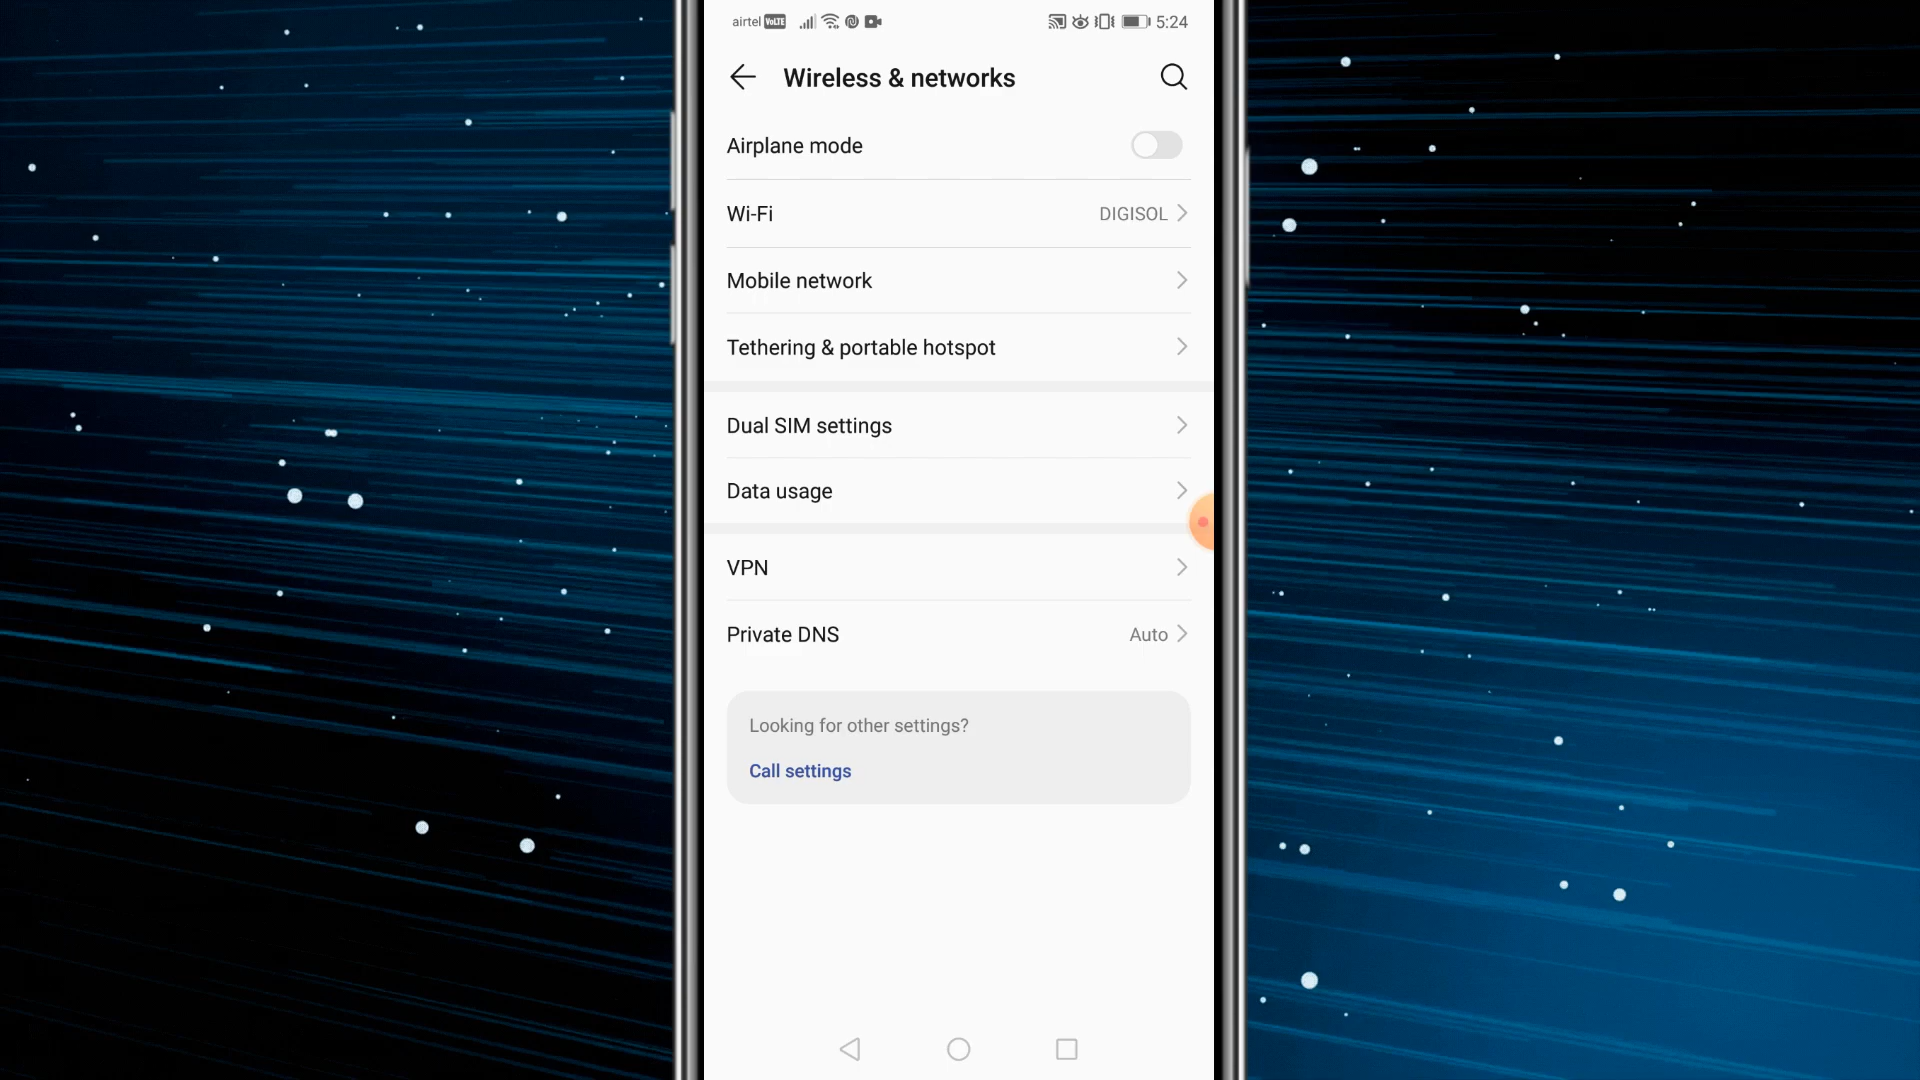 airtel VoLTE 5:24
Wireless & networks
Airplane mode
Wi-Fi DIGISOL
Mobile network
Tethering & portable hotspot
Dual SIM settings
Data usage
VPN
Private DNS Auto
Looking for other settings?
Call settings